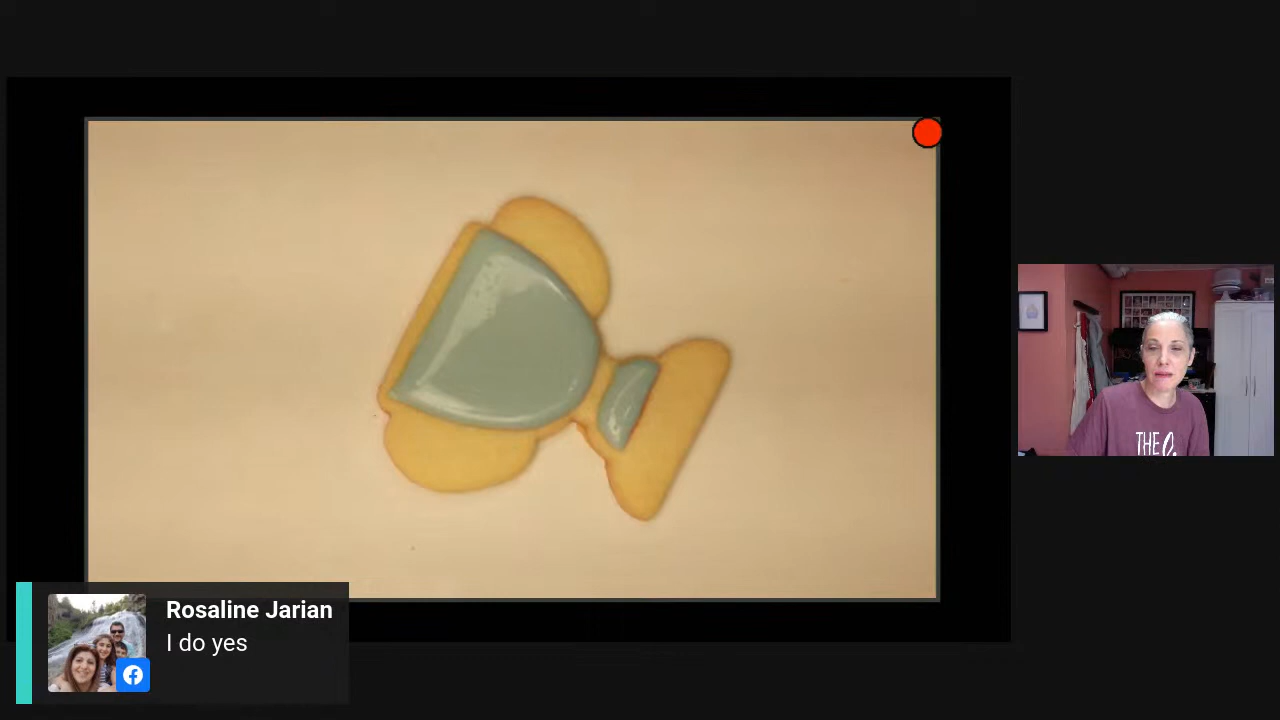 THE
Rosaline Jarian
I do yes